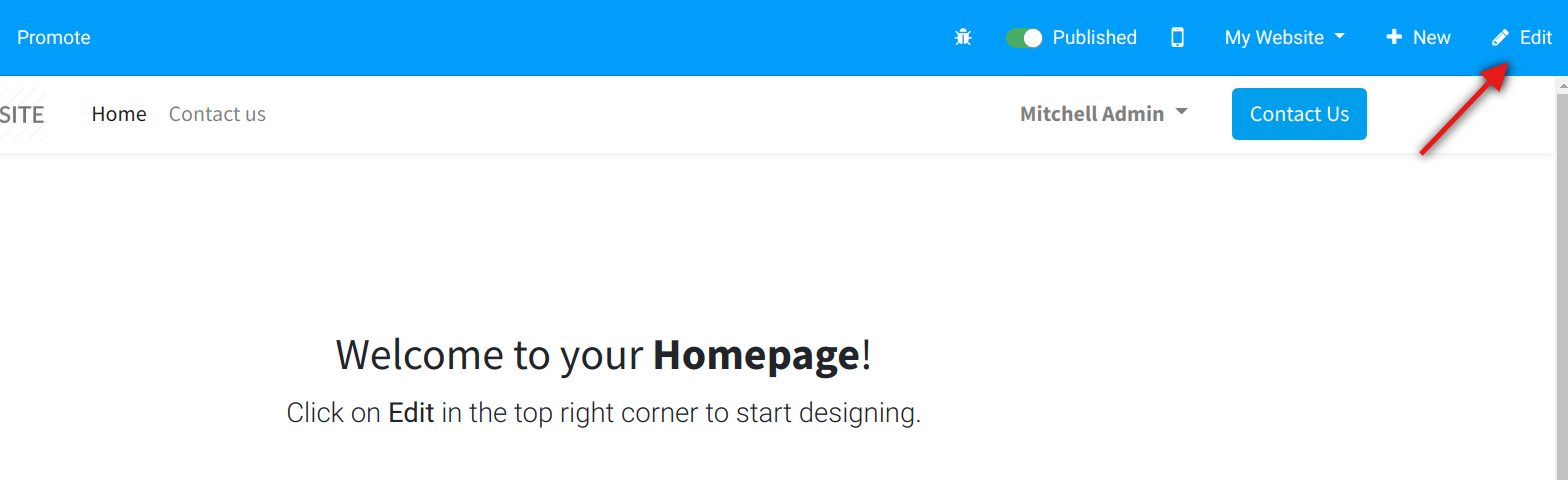 Promote Published My Website New Edit
SITE Home Contact us Mitchell Admin Contact Us
Welcome to your Homepage!
Click on Edit in the top right corner to start designing.